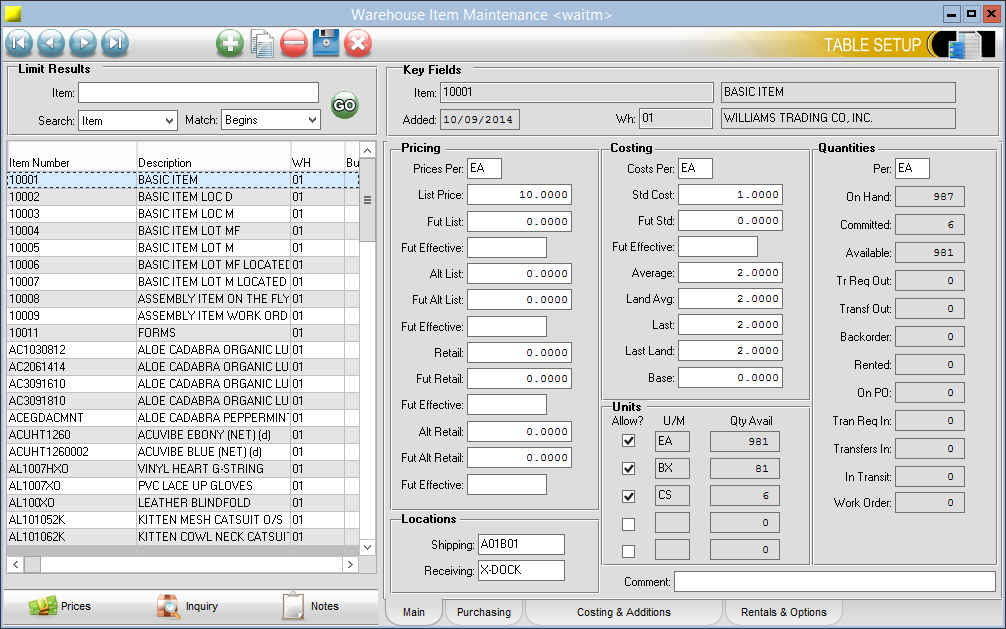 Warehouse Item Maintenance <waitm>
TABLE SETUP
Limit Results
Item:
GO
Search: Item Match: Begins
Item Number Description WH Bu
10001 BASIC ITEM 01
10002 BASIC ITEM LOC D 01
10003 BASIC ITEM LOC M 01
10004 BASIC ITEM LOT MF 01
10005 BASIC ITEM LOT M 01
10006 BASIC ITEM LOT MF LOCATED 01
10007 BASIC ITEM LOT M LOCATED 01
10008 ASSEMBLY ITEM ON THE FLY 01
10009 ASSEMBLY ITEM WORK ORD 01
10011 FORMS 01
AC1030812 ALOE CADABRA ORGANIC LU 01
AC2061414 ALOE CADABRA ORGANIC LU 01
AC3091610 ALOE CADABRA ORGANIC LU 01
AC3091810 ALOE CADABRA ORGANIC LU 01
ACEGDACMNT ALOE CADABRA PEPPERMIN 01
ACUHT1260 ACUVIBE EBONY (NET) (d) 01
ACUHT1260002 ACUVIBE BLUE (NET) (d) 01
AL1007HXO VINYL HEART G-STRING 01
AL1007XO PVC LACE UP GLOVES 01
AL100XO LEATHER BLINDFOLD 01
AL101052K KITTEN MESH CATSUIT O/S 01
AL101062K KITTEN COWL NECK CATSUI 01
Prices Inquiry Notes
Key Fields
Item: 10001 BASIC ITEM
Added: 10/09/2014 Wh: 01 WILLIAMS TRADING CO, INC.
Pricing
Prices Per: EA
List Price: 10.0000
Fut List: 0.0000
Fut Effective:
Alt List: 0.0000
Fut Alt List: 0.0000
Fut Effective:
Retail: 0.0000
Fut Retail: 0.0000
Fut Effective:
Alt Retail: 0.0000
Fut Alt Retail: 0.0000
Fut Effective:
Locations
Shipping: A01B01
Receiving: X-DOCK
Costing
Costs Per: EA
Std Cost: 1.0000
Fut Std: 0.0000
Fut Effective:
Average: 2.0000
Land Avg: 2.0000
Last: 2.0000
Last Land: 2.0000
Base: 0.0000
Units
Allow? U/M Qty Avail
EA 981
BX 81
CS 6
0
0
Quantities
Per: EA
On Hand: 987
Committed: 6
Available: 981
Tr Req Out: 0
Transf Out: 0
Backorder: 0
Rented: 0
On PO: 0
Tran Req In: 0
Transfers In: 0
In Transit: 0
Work Order: 0
Comment:
Main Purchasing Costing & Additions Rentals & Options